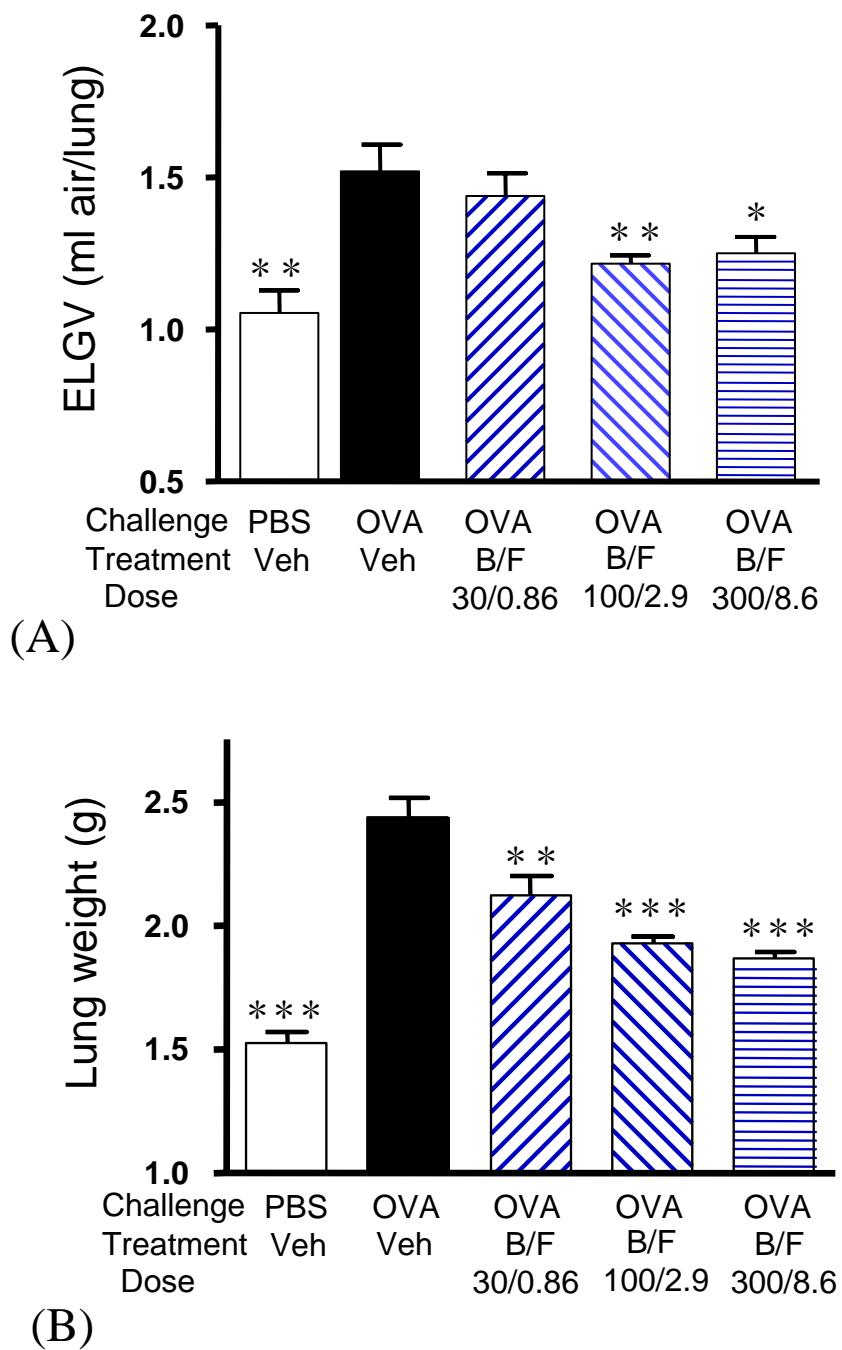 2.0
ELGV (ml air/lung)
1.5
1.0
0.5
**
**
*
Challenge PBS OVA OVA OVA OVA
Treatment Veh Veh B/F B/F B/F
Dose 30/0.86 100/2.9 300/8.6
(A)
Lung weight (g)
2.5
2.0
1.5
1.0
***
**
***
***
Challenge PBS OVA OVA OVA OVA
Treatment Veh Veh B/F B/F B/F
Dose 30/0.86 100/2.9 300/8.6
(B)